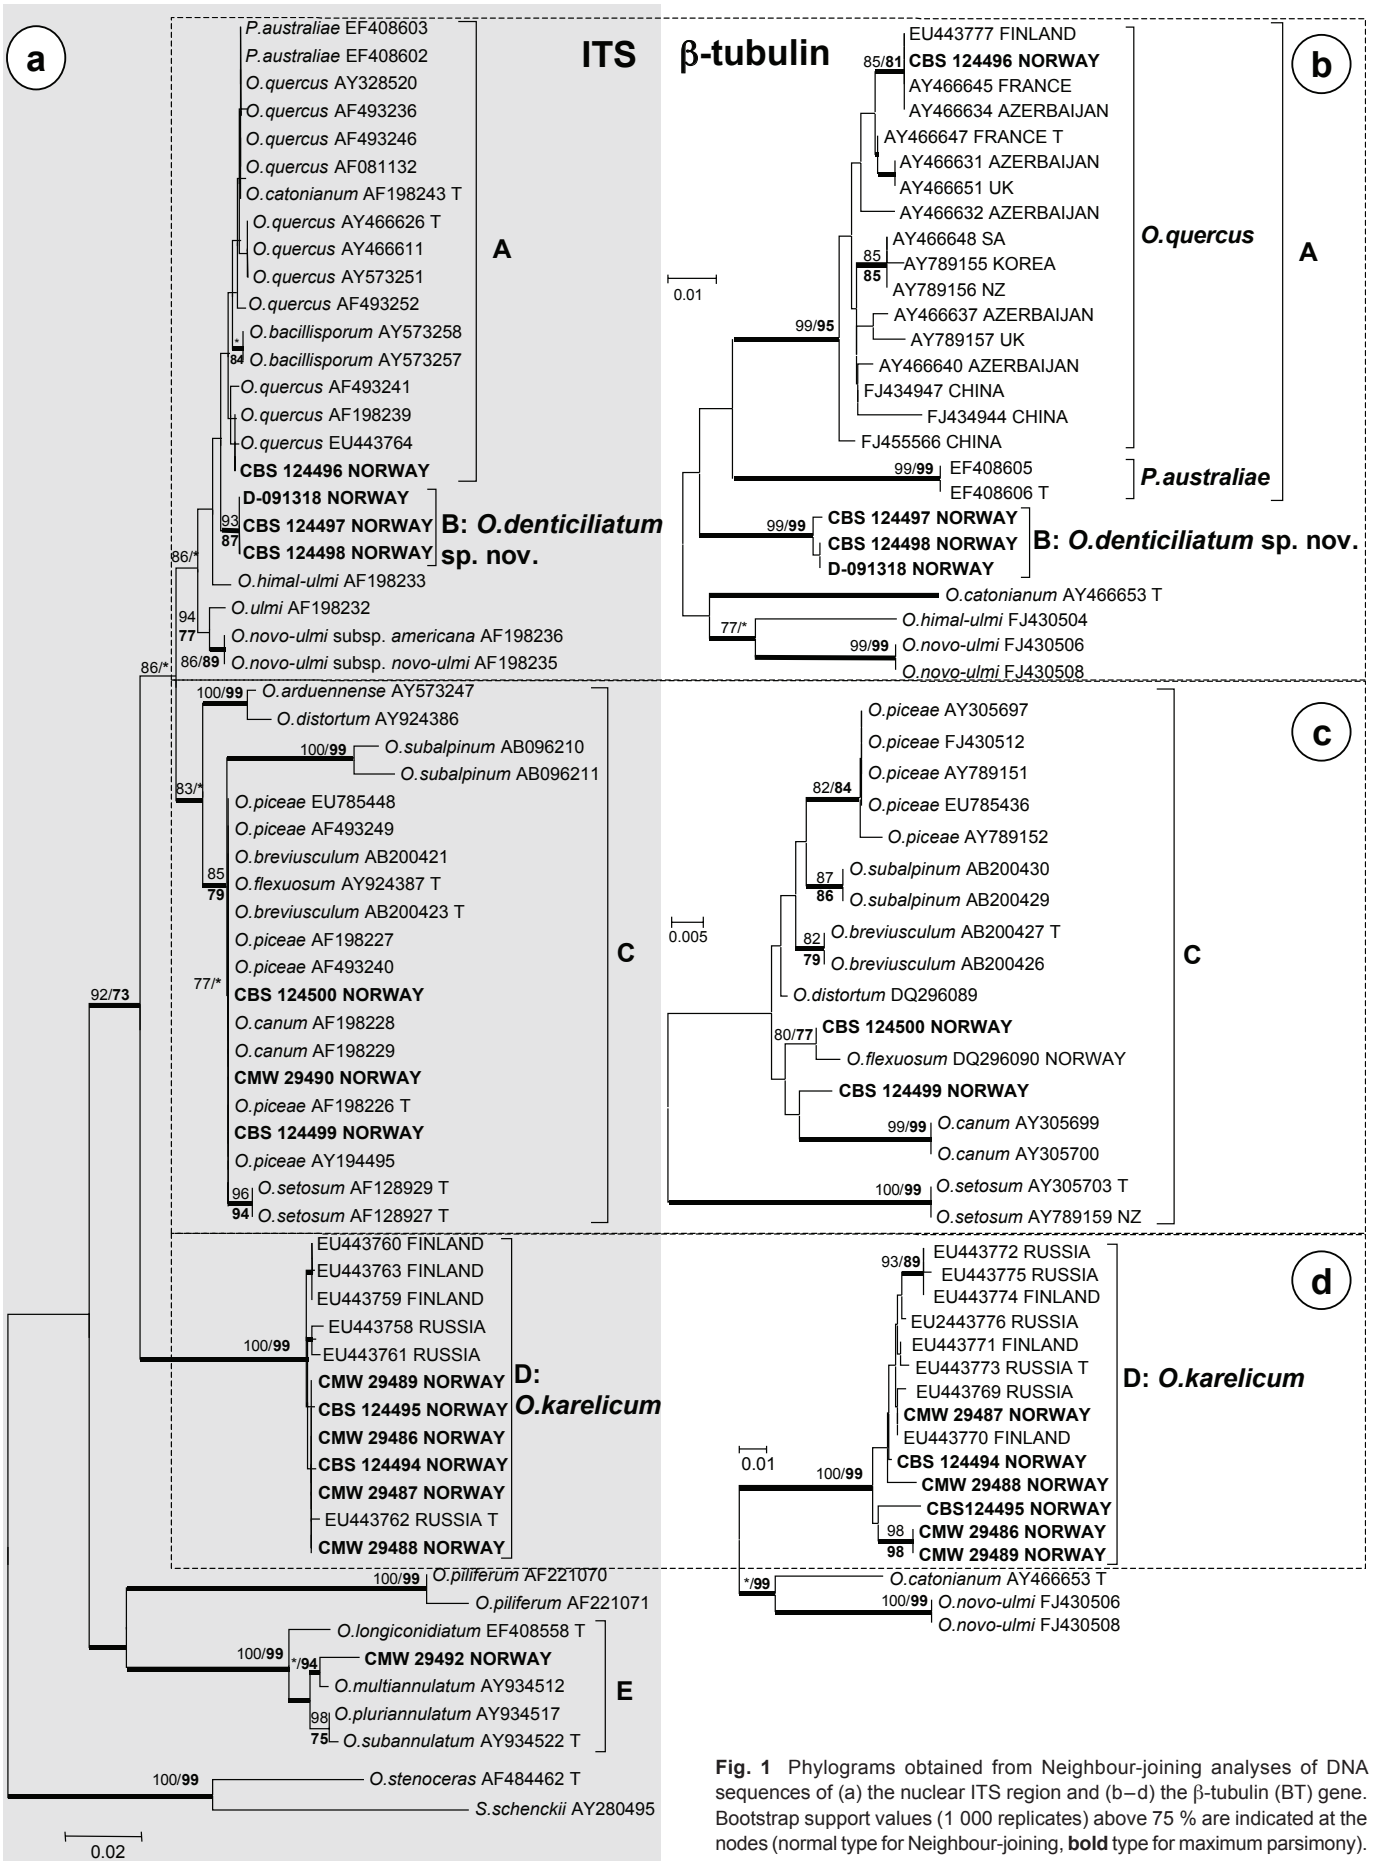 a
ITS
P.australiae EF408603
P.australiae EF408602
O.quercus AY328520
O.quercus AF493236
O.quercus AF493246
O.quercus AF081132
O.catonianum AF198243 T
O.quercus AY466626 T
O.quercus AY466611
O.quercus AY573251
O.quercus AF493252
*
84
O.bacillisporum AY573258
O.bacillisporum AY573257
O.quercus AF493241
O.quercus AF198239
O.quercus EU443764
CBS 124496 NORWAY
A
D-091318 NORWAY
93
87
CBS 124497 NORWAY
CBS 124498 NORWAY
B: O.denticiliatum
sp. nov.
86/*
O.himal-ulmi AF198233
O.ulmi AF198232
94
77
O.novo-ulmi subsp. americana AF198236
86/89
O.novo-ulmi subsp. novo-ulmi AF198235
86/*
100/99
O.arduennense AY573247
O.distortum AY924386
100/99
O.subalpinum AB096210
O.subalpinum AB096211
83/*
O.piceae EU785448
O.piceae AF493249
O.breviusculum AB200421
85
79
O.flexuosum AY924387 T
O.breviusculum AB200423 T
O.piceae AF198227
O.piceae AF493240
77/*
CBS 124500 NORWAY
O.canum AF198228
O.canum AF198229
CMW 29490 NORWAY
O.piceae AF198226 T
CBS 124499 NORWAY
O.piceae AY194495
96
94
O.setosum AF128929 T
O.setosum AF128927 T
C
92/73
EU443760 FINLAND
EU443763 FINLAND
EU443759 FINLAND
EU443758 RUSSIA
100/99
EU443761 RUSSIA
CMW 29489 NORWAY
CBS 124495 NORWAY
CMW 29486 NORWAY
CBS 124494 NORWAY
CMW 29487 NORWAY
EU443762 RUSSIA T
CMW 29488 NORWAY
D:
O.karelicum
100/99
O.piliferum AF221070
O.piliferum AF221071
O.longiconidiatum EF408558 T
100/99
*/94
CMW 29492 NORWAY
O.multiannulatum AY934512
98
75
O.pluriannulatum AY934517
O.subannulatum AY934522 T
E
100/99
O.stenoceras AF484462 T
S.schenckii AY280495
0.02
β-tubulin
b
EU443777 FINLAND
85/81
CBS 124496 NORWAY
AY466645 FRANCE
AY466634 AZERBAIJAN
AY466647 FRANCE T
AY466631 AZERBAIJAN
AY466651 UK
AY466632 AZERBAIJAN
O.quercus
A
AY466648 SA
85
85
AY789155 KOREA
AY789156 NZ
0.01
AY466637 AZERBAIJAN
99/95
AY789157 UK
AY466640 AZERBAIJAN
FJ434947 CHINA
FJ434944 CHINA
FJ455566 CHINA
99/99
EF408605
EF408606 T
P.australiae
99/99
CBS 124497 NORWAY
CBS 124498 NORWAY
D-091318 NORWAY
B: O.denticiliatum sp. nov.
O.catonianum AY466653 T
77/*
O.himal-ulmi FJ430504
99/99
O.novo-ulmi FJ430506
O.novo-ulmi FJ430508
c
O.piceae AY305697
O.piceae FJ430512
O.piceae AY789151
82/84
O.piceae EU785436
O.piceae AY789152
87
86
O.subalpinum AB200430
O.subalpinum AB200429
0.005
82
79
O.breviusculum AB200427 T
O.breviusculum AB200426
C
O.distortum DQ296089
80/77
CBS 124500 NORWAY
O.flexuosum DQ296090 NORWAY
CBS 124499 NORWAY
99/99
O.canum AY305699
O.canum AY305700
100/99
O.setosum AY305703 T
O.setosum AY789159 NZ
d
93/89
EU443772 RUSSIA
EU443775 RUSSIA
EU443774 FINLAND
EU2443776 RUSSIA
EU443771 FINLAND
EU443773 RUSSIA T
D: O.karelicum
EU443769 RUSSIA
CMW 29487 NORWAY
EU443770 FINLAND
0.01
CBS 124494 NORWAY
100/99
CMW 29488 NORWAY
CBS124495 NORWAY
98
98
CMW 29486 NORWAY
CMW 29489 NORWAY
*/99
O.catonianum AY466653 T
100/99
O.novo-ulmi FJ430506
O.novo-ulmi FJ430508
Fig. 1 Phylograms obtained from Neighbour-joining analyses of DNA
sequences of (a) the nuclear ITS region and (b–d) the β-tubulin (BT) gene.
Bootstrap support values (1 000 replicates) above 75 % are indicated at the
nodes (normal type for Neighbour-joining, bold type for maximum parsimony).